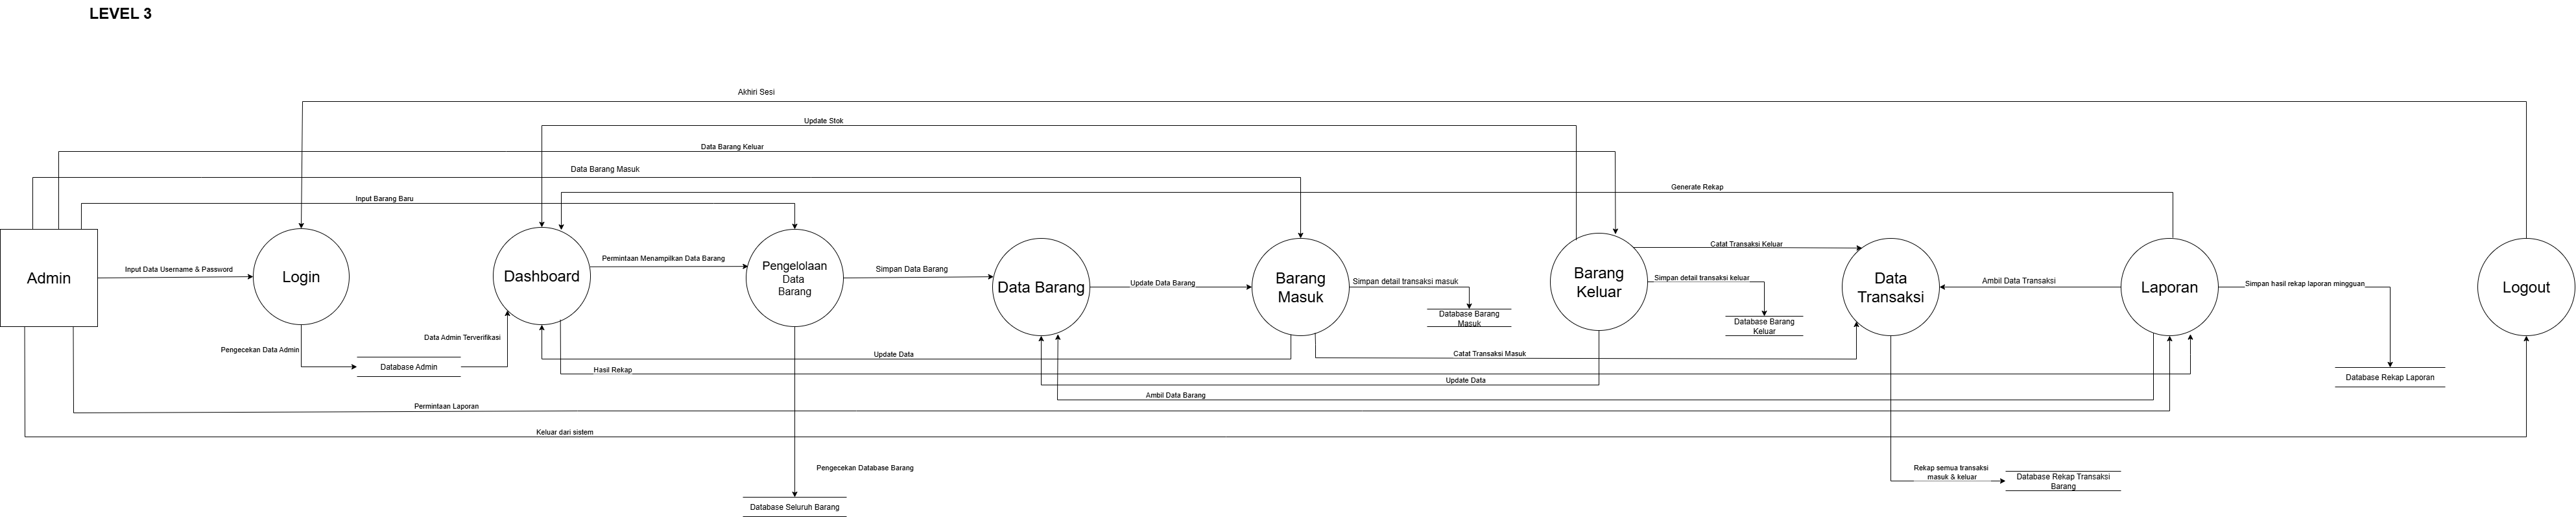 LEVEL 3
Akhiri Sesi
Update Stok
Data Barang Keluar
Data Barang Masuk
Generate Rekap
Input Barang Baru
Admin
Input Data Username & Password
Login
Dashboard
Permintaan Menampilkan Data Barang
Pengelolaan
Data
Barang
Simpan Data Barang
Data Barang
Update Data Barang
Barang
Masuk
Simpan detail transaksi masuk
Database Barang
Masuk
Barang
Keluar
Catat Transaksi Keluar
Simpan detail transaksi keluar
Database Barang
Keluar
Data
Transaksi
Ambil Data Transaksi
Laporan
Simpan hasil rekap laporan mingguan
Logout
Pengecekan Data Admin
Data Admin Terverifikasi
Database Admin
Update Data
Catat Transaksi Masuk
Hasil Rekap
Update Data
Database Rekap Laporan
Ambil Data Barang
Permintaan Laporan
Keluar dari sistem
Pengecekan Database Barang
Database Seluruh Barang
Rekap semua transaksi
masuk & keluar
Database Rekap Transaksi
Barang